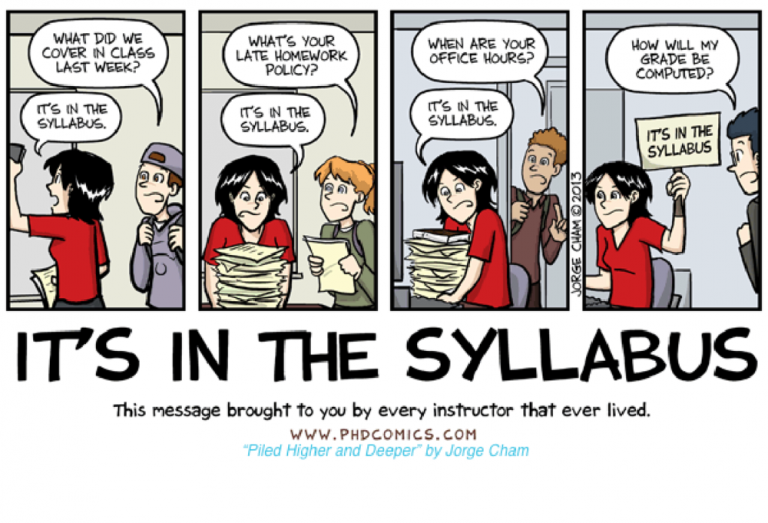 WHAT DID WE
COVER IN CLASS
LAST WEEK?
IT'S IN THE
SYLLABUS.
WHAT'S YOUR
LATE HOMEWORK
POLICY?
IT'S IN THE
SYLLABUS.
WHEN ARE YOUR
OFFICE HOURS?
IT'S IN THE
SYLLABUS.
HOW WILL MY
GRADE BE
COMPUTED?
IT'S IN THE
SYLLABUS
JORGE CHAM © 2013
IT'S IN THE SYLLABUS
This message brought to you by every instructor that ever lived.
WWW.PHDCOMICS.COM
"Piled Higher and Deeper" by Jorge Cham